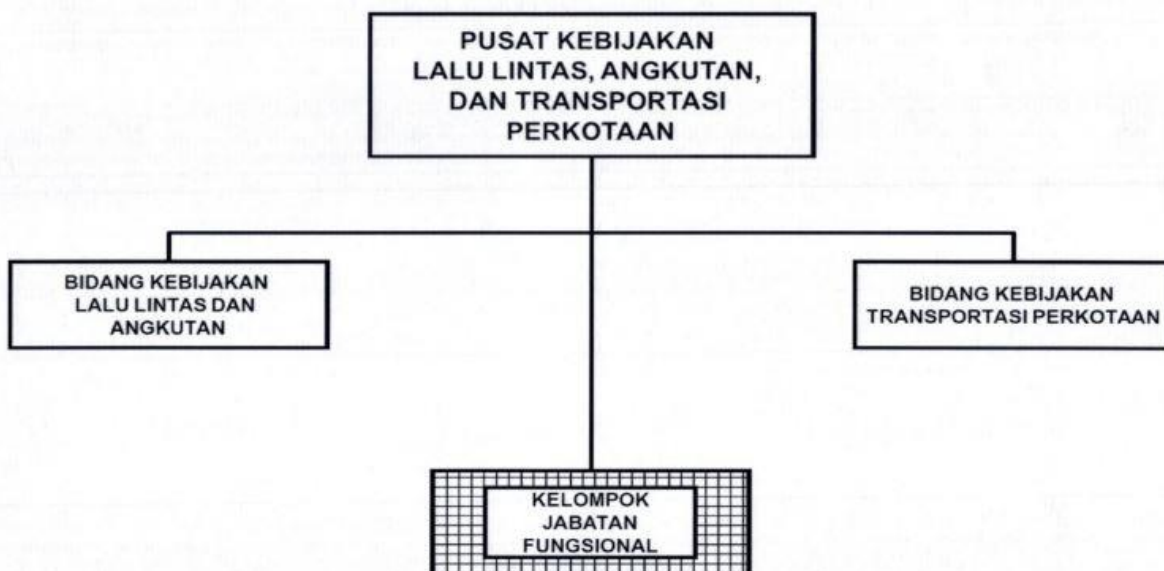 PUSAT KEBIJAKAN
LALU LINTAS, ANGKUTAN,
DAN TRANSPORTASI
PERKOTAAN
BIDANG KEBIJAKAN
LALU LINTAS DAN
ANGKUTAN
BIDANG KEBIJAKAN
TRANSPORTASI PERKOTAAN
KELOMPOK
JABATAN
FUNGSIONAL